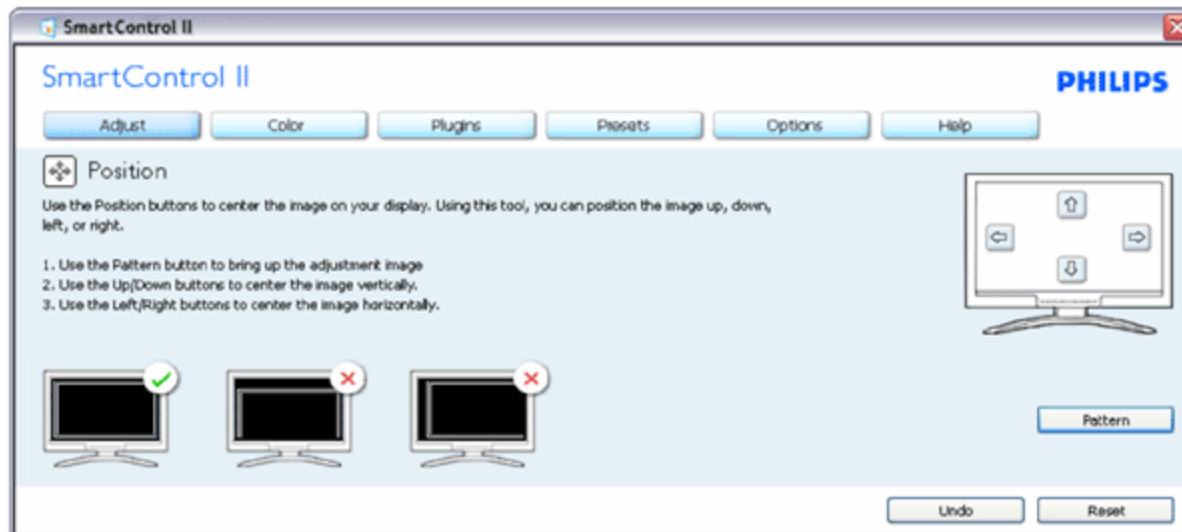 SmartControl II
SmartControl II
PHILIPS
Adjust Color Plugins Presets Options Help
Position
Use the Position buttons to center the image on your display. Using this tool, you can position the image up, down,
left, or right.
1. Use the Pattern button to bring up the adjustment image
2. Use the Up/Down buttons to center the image vertically.
3. Use the Left/Right buttons to center the image horizontally.
Pattern
Undo Reset